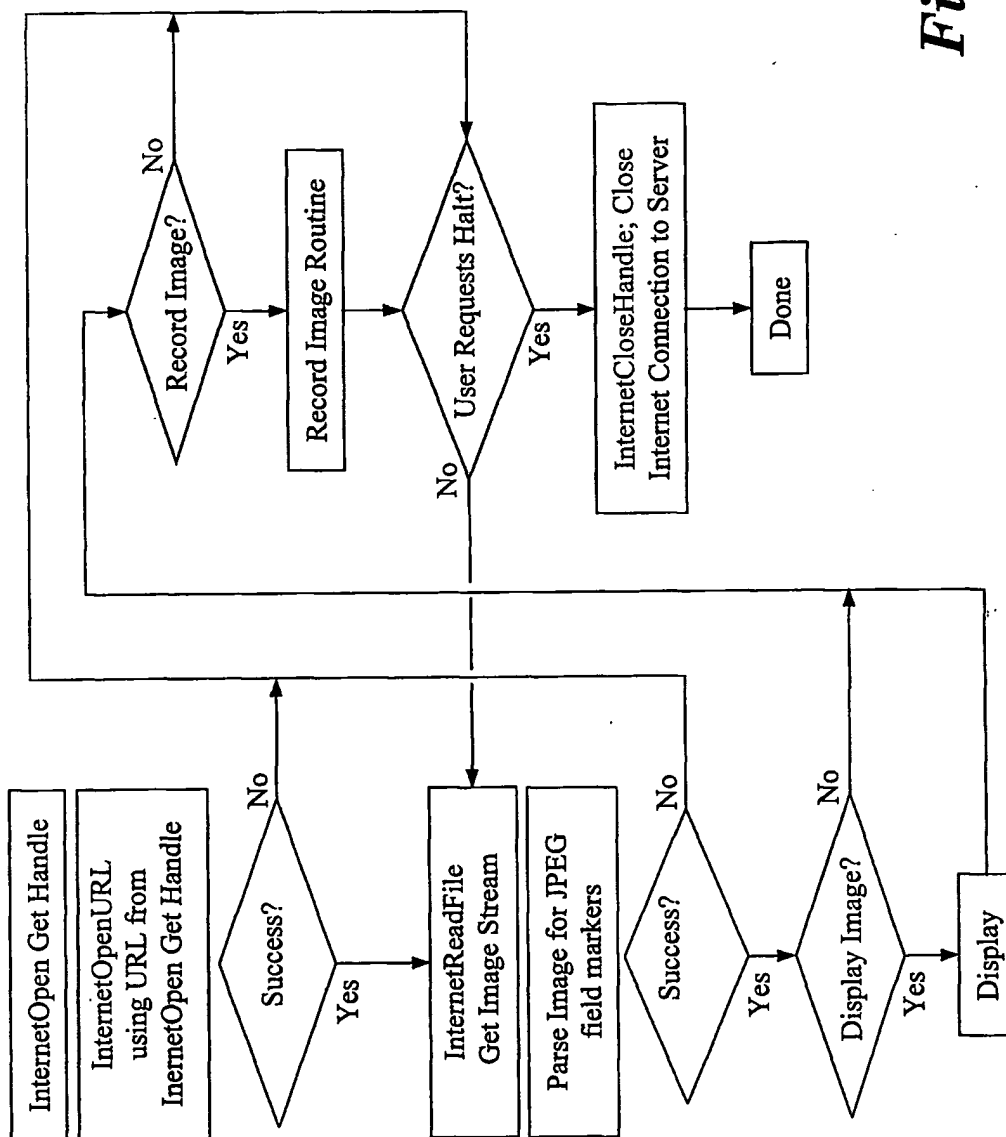 InternetOpen Get Handle
InternetOpenURL
using URL from
InernetOpen Get Handle
Success?
No
Yes
InternetReadFile
Get Image Stream
Parse Image for JPEG
field markers
Success?
No
Yes
Display Image?
No
Yes
Display
Record Image?
No
Yes
Record Image Routine
User Requests Halt?
No
Yes
InternetCloseHandle; Close
Internet Connection to Server
Done
Fi